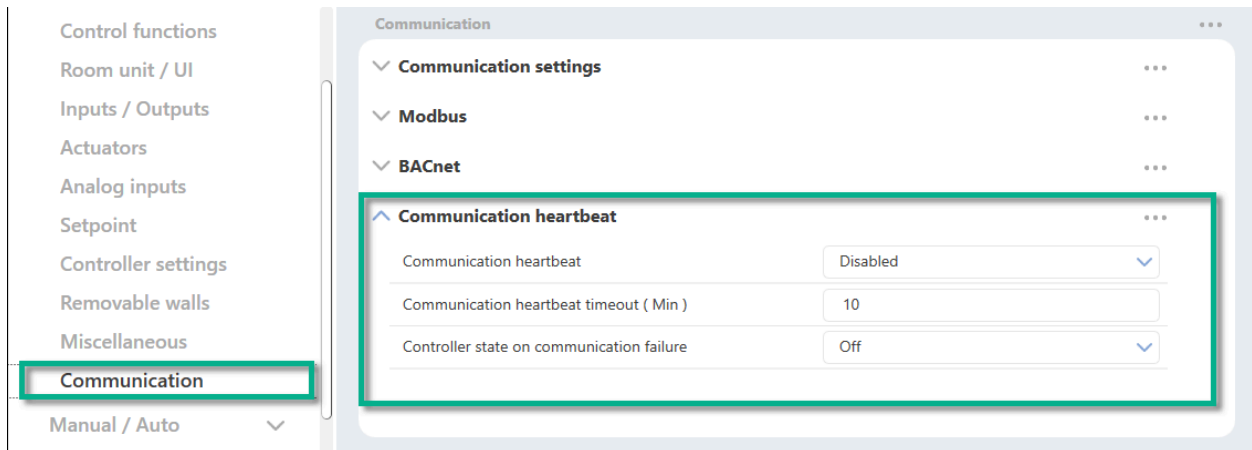 Control functions
Room unit / UI
Inputs / Outputs
Actuators
Analog inputs
Setpoint
Controller settings
Removable walls
Miscellaneous
Communication
Manual / Auto
Communication
Communication settings
Modbus
BACnet
Communication heartbeat
Communication heartbeat Disabled
Communication heartbeat timeout ( Min ) 10
Controller state on communication failure Off